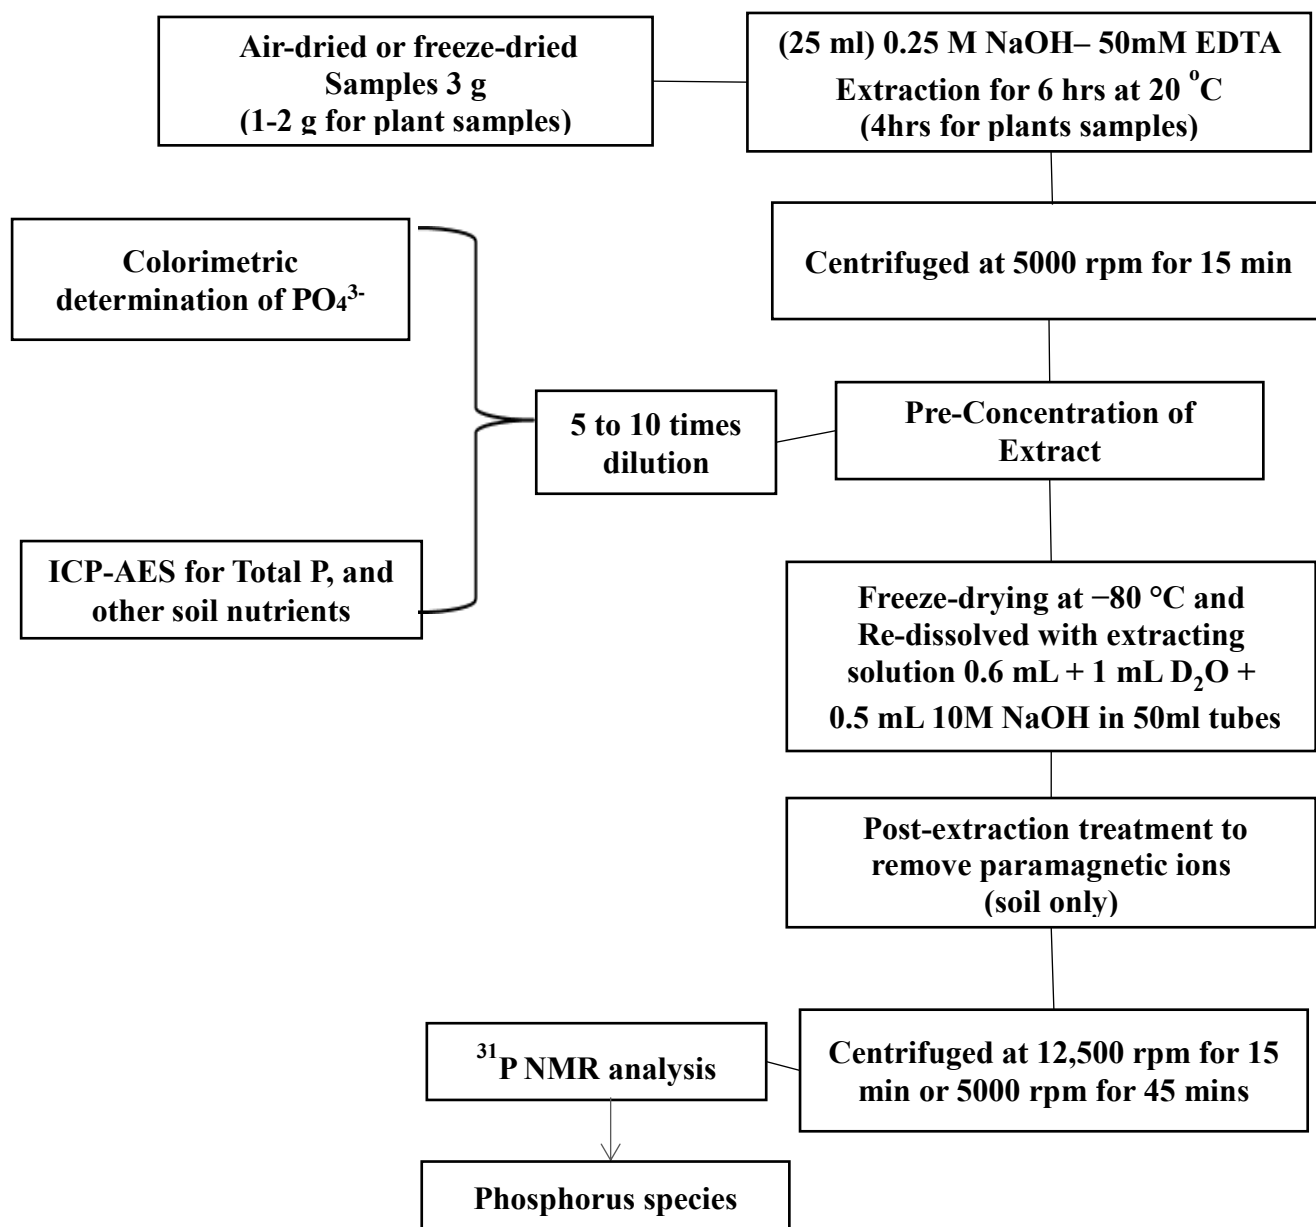 Air-dried or freeze-dried
Samples 3 g
(1-2 g for plant samples)
(25 ml) 0.25 M NaOH– 50mM EDTA
Extraction for 6 hrs at 20 °C
(4hrs for plants samples)
Centrifuged at 5000 rpm for 15 min
Colorimetric
determination of PO₄³⁻
Pre-Concentration of
Extract
5 to 10 times
dilution
ICP-AES for Total P, and
other soil nutrients
Freeze-drying at −80 °C and
Re-dissolved with extracting
solution 0.6 mL + 1 mL D₂O +
0.5 mL 10M NaOH in 50ml tubes
Post-extraction treatment to
remove paramagnetic ions
(soil only)
Centrifuged at 12,500 rpm for 15
min or 5000 rpm for 45 mins
³¹P NMR analysis
Phosphorus species